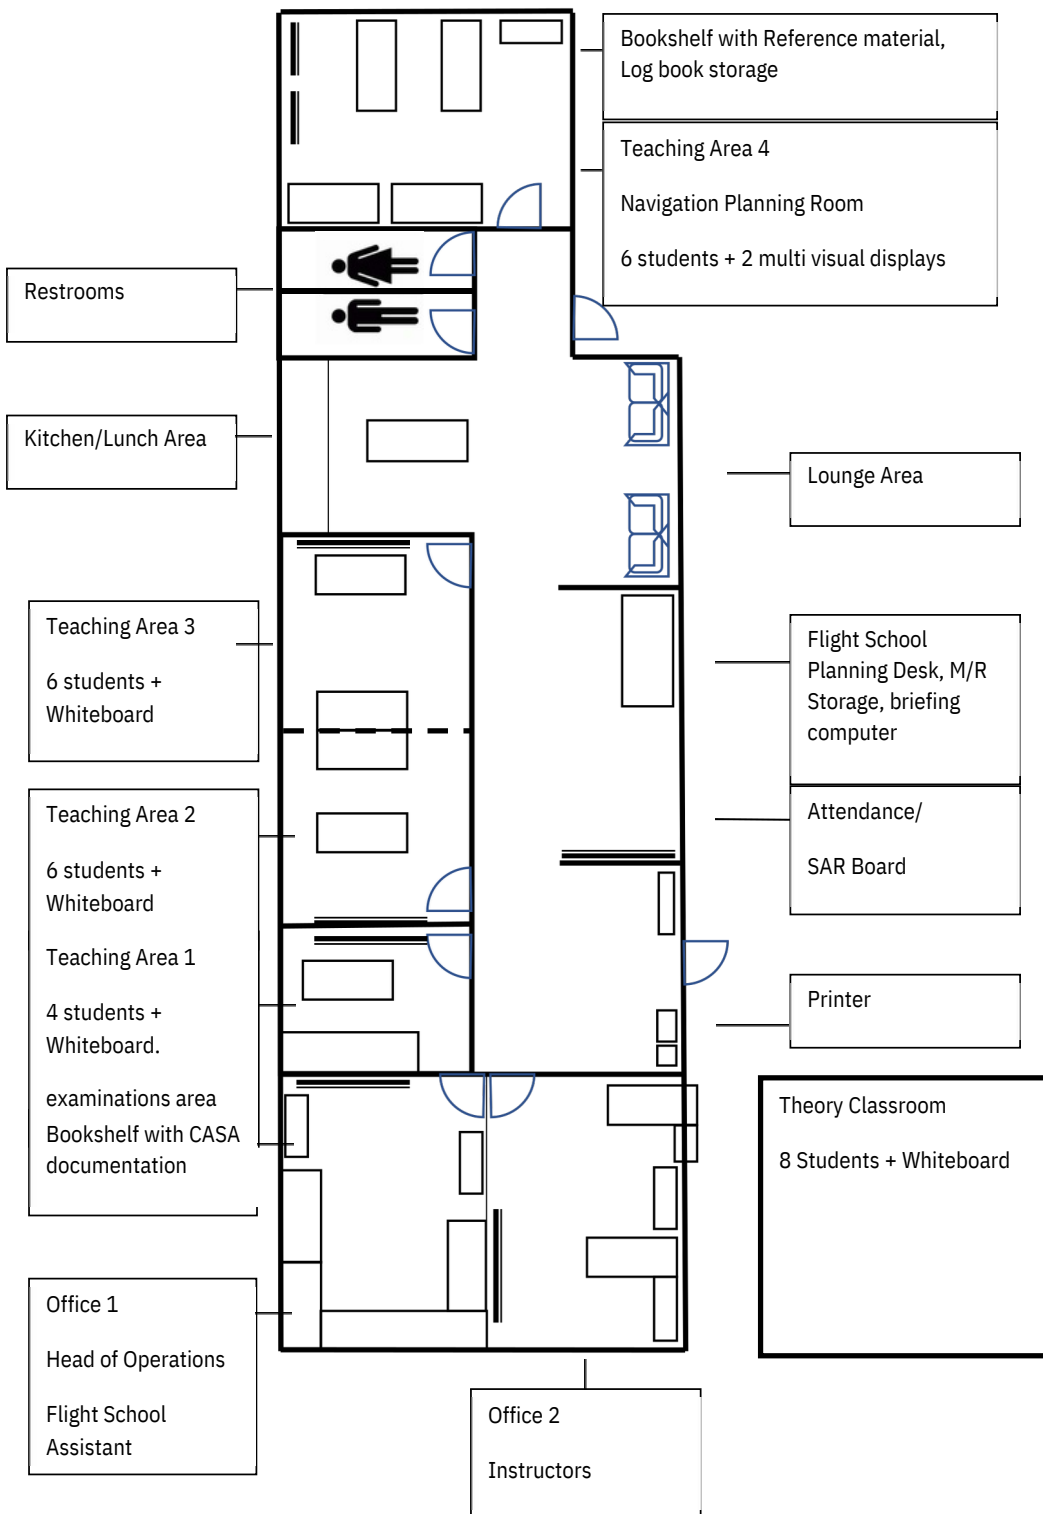 Bookshelf with Reference material,
Log book storage
Teaching Area 4
Navigation Planning Room
6 students + 2 multi visual displays
Restrooms
Kitchen/Lunch Area
Lounge Area
Teaching Area 3
6 students +
Whiteboard
Flight School
Planning Desk, M/R
Storage, briefing
computer
Teaching Area 2
6 students +
Whiteboard
Attendance/
SAR Board
Teaching Area 1
4 students +
Whiteboard.
examinations area
Bookshelf with CASA
documentation
Printer
Theory Classroom
8 Students + Whiteboard
Office 1
Head of Operations
Flight School
Assistant
Office 2
Instructors